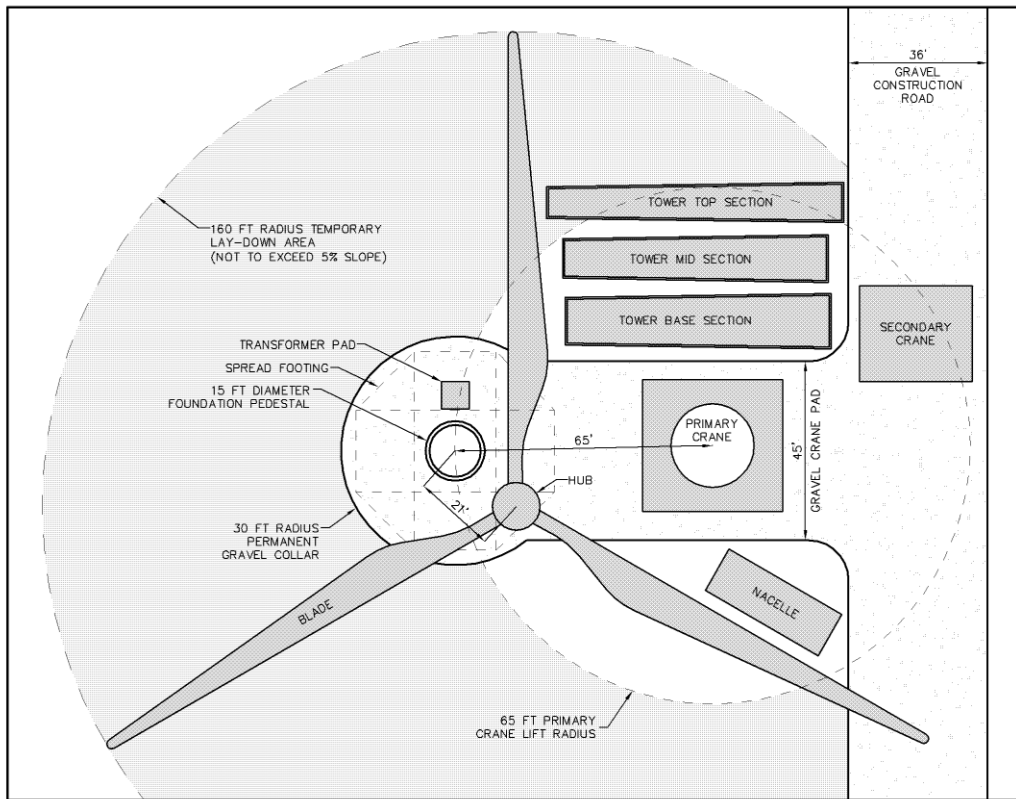 36'
GRAVEL
CONSTRUCTION
ROAD
TOWER TOP SECTION
160 FT RADIUS TEMPORARY
LAY-DOWN AREA
(NOT TO EXCEED 5% SLOPE)
TOWER MID SECTION
TOWER BASE SECTION
SECONDARY
CRANE
TRANSFORMER PAD
SPREAD FOOTING
15 FT DIAMETER
FOUNDATION PEDESTAL
PRIMARY
CRANE
65'
45'
GRAVEL CRANE PAD
HUB
21'
30 FT RADIUS
PERMANENT
GRAVEL COLLAR
BLADE
NACELLE
65 FT PRIMARY
CRANE LIFT RADIUS